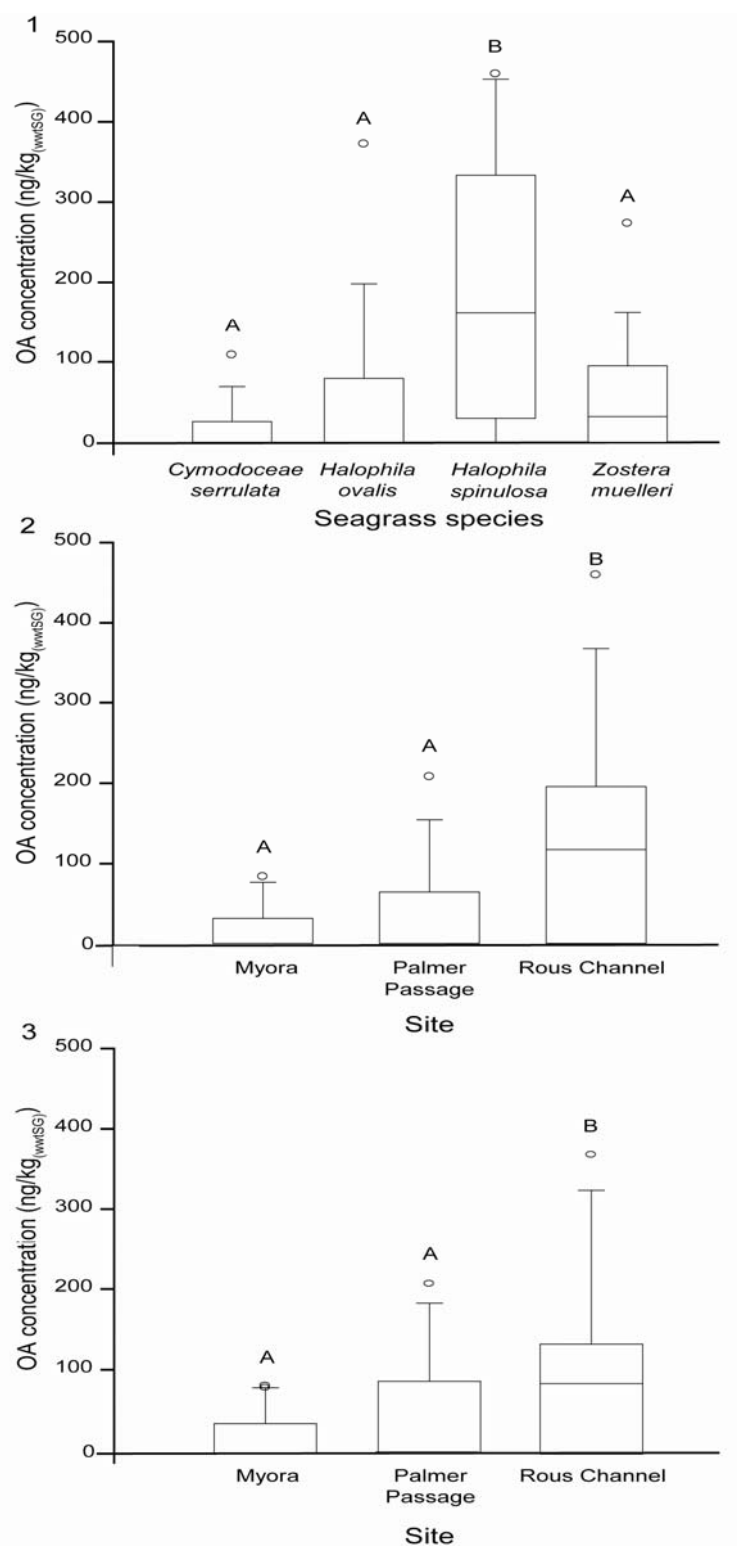 1
500
400
300
200
100
0
OA concentration (ng/kg(wwtSG))
A
A
B
A
Cymodoceae serrulata
Halophila ovalis
Halophila spinulosa
Zostera muelleri
Seagrass species
2
500
400
300
200
100
0
OA concentration (ng/kg(wwtSG))
A
A
B
Myora
Palmer Passage
Rous Channel
Site
3
500
400
300
200
100
0
OA concentration (ng/kg(wwtSG))
A
A
B
Myora
Palmer Passage
Rous Channel
Site